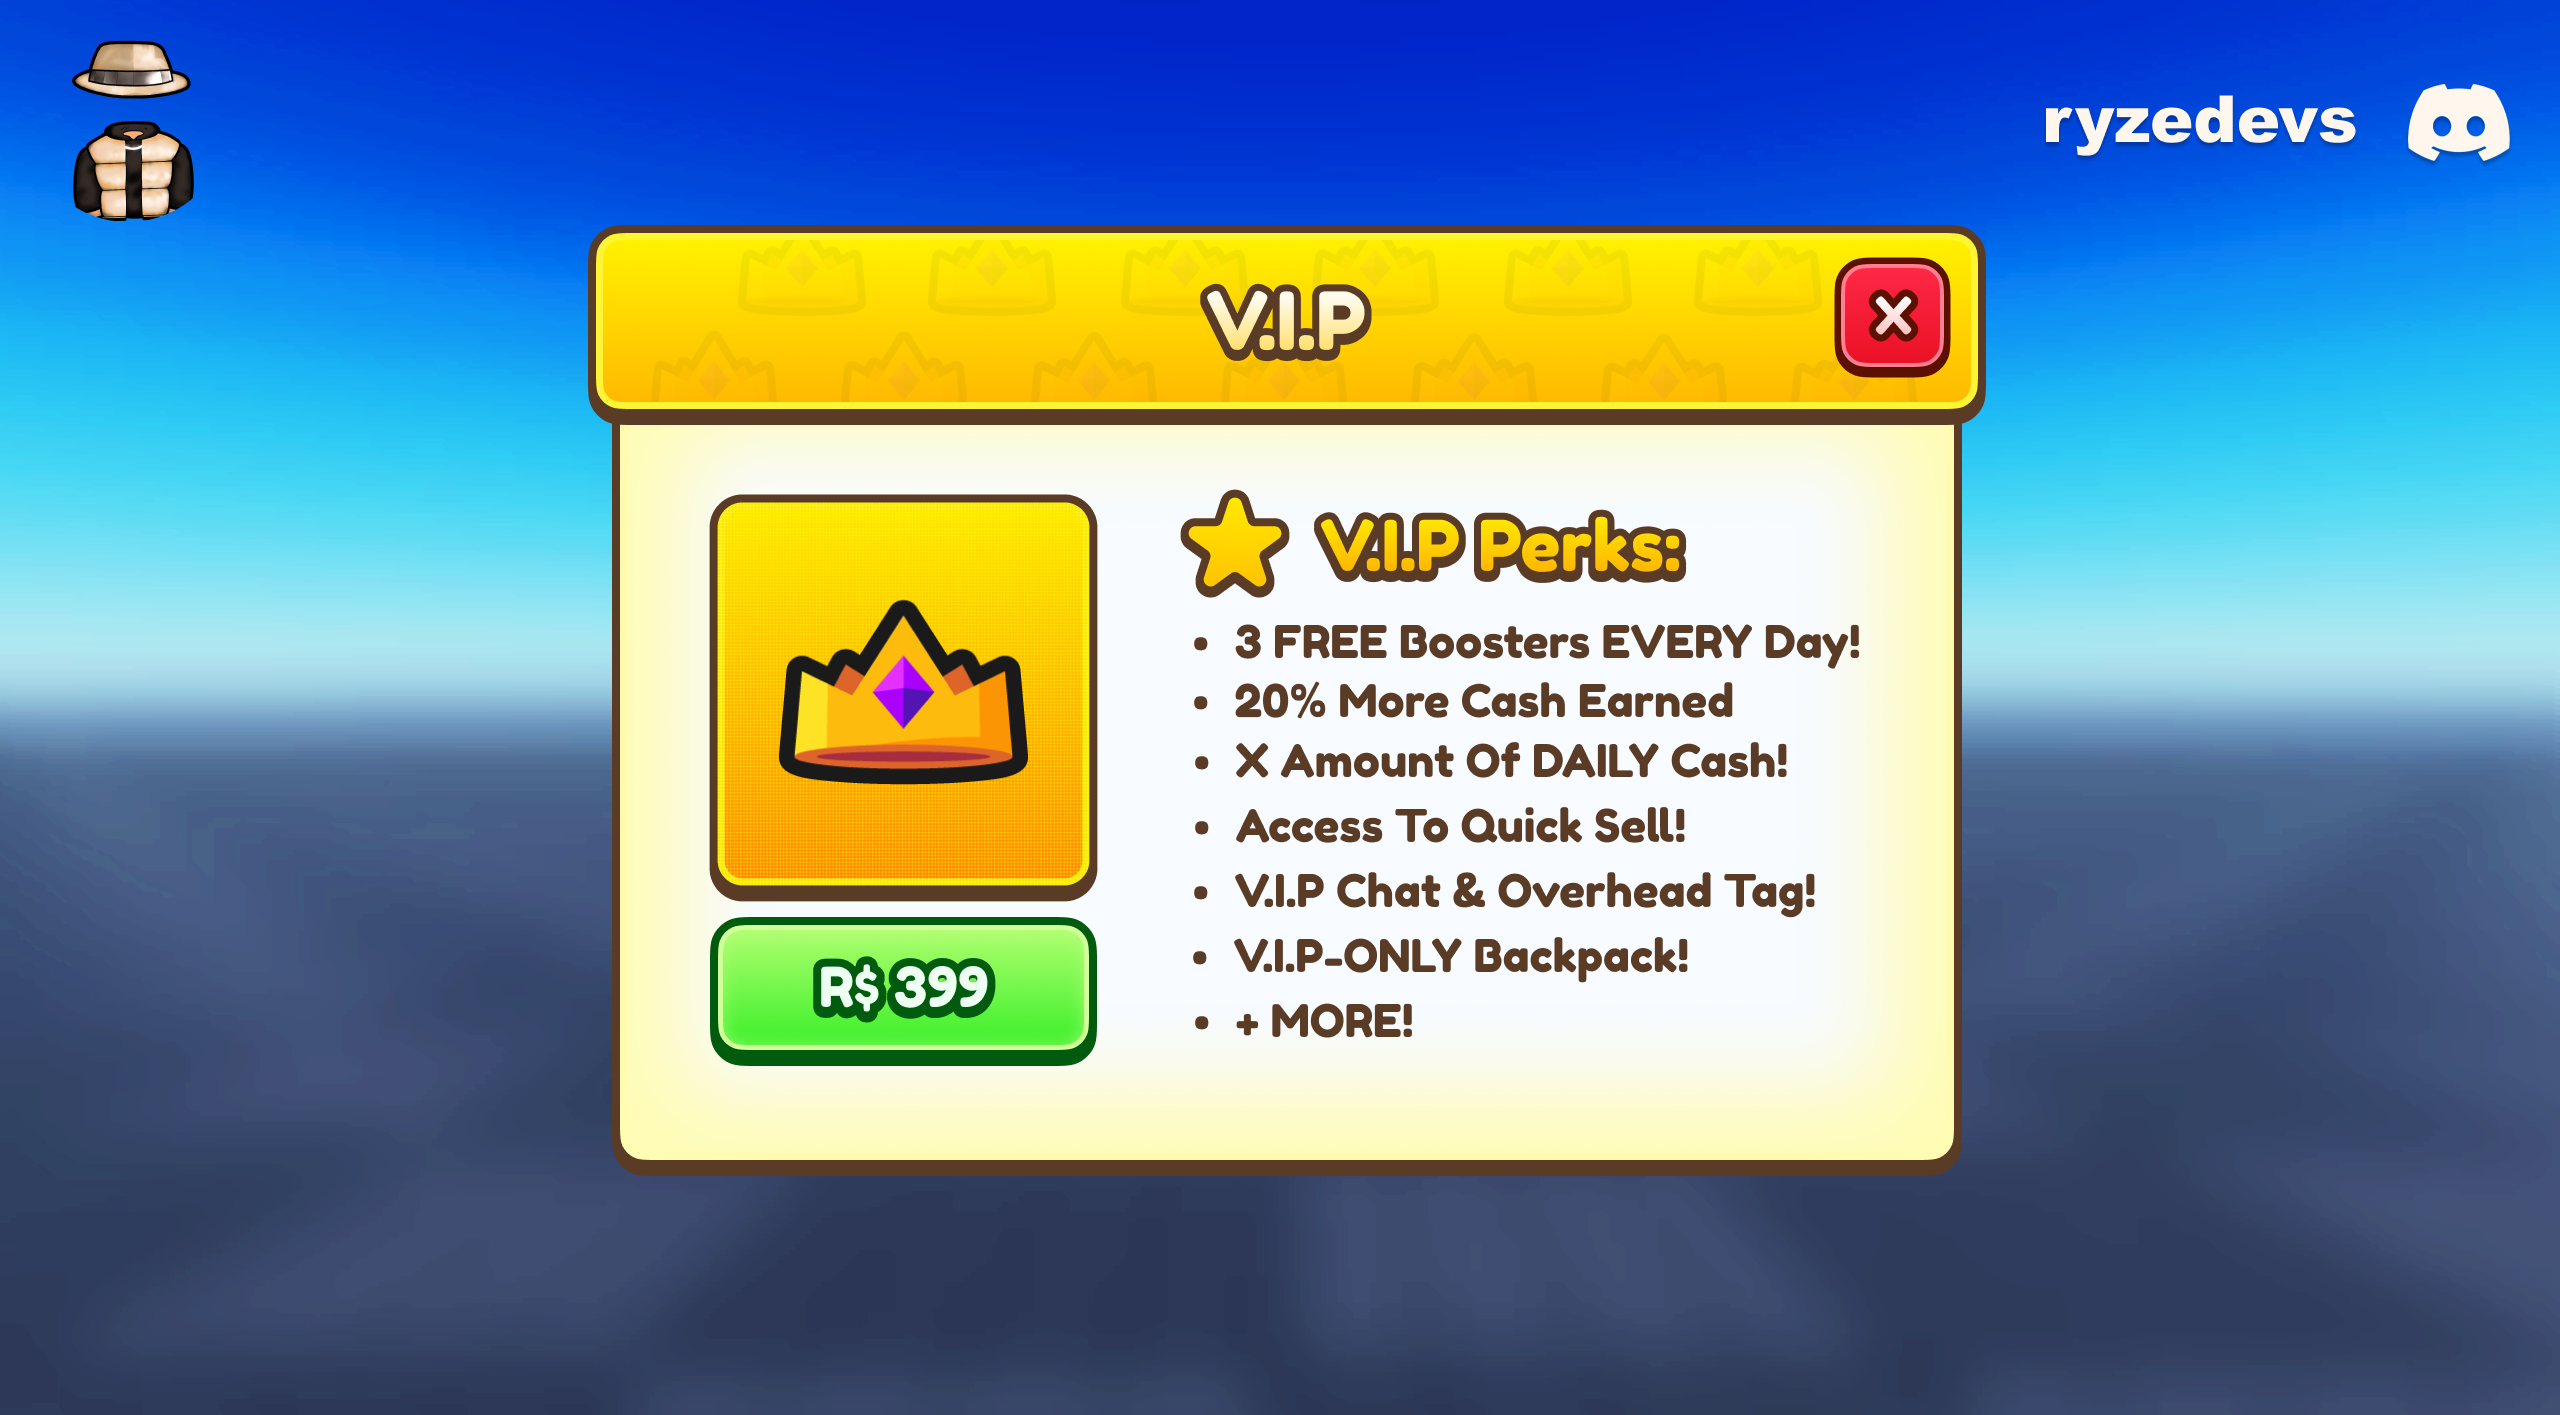 ryzedevs
V.I.P
V.I.P Perks:
• 3 FREE Boosters EVERY Day!
• 20% More Cash Earned
• X Amount Of DAILY Cash!
• Access To Quick Sell!
• V.I.P Chat & Overhead Tag!
• V.I.P-ONLY Backpack!
• + MORE!
R$ 399